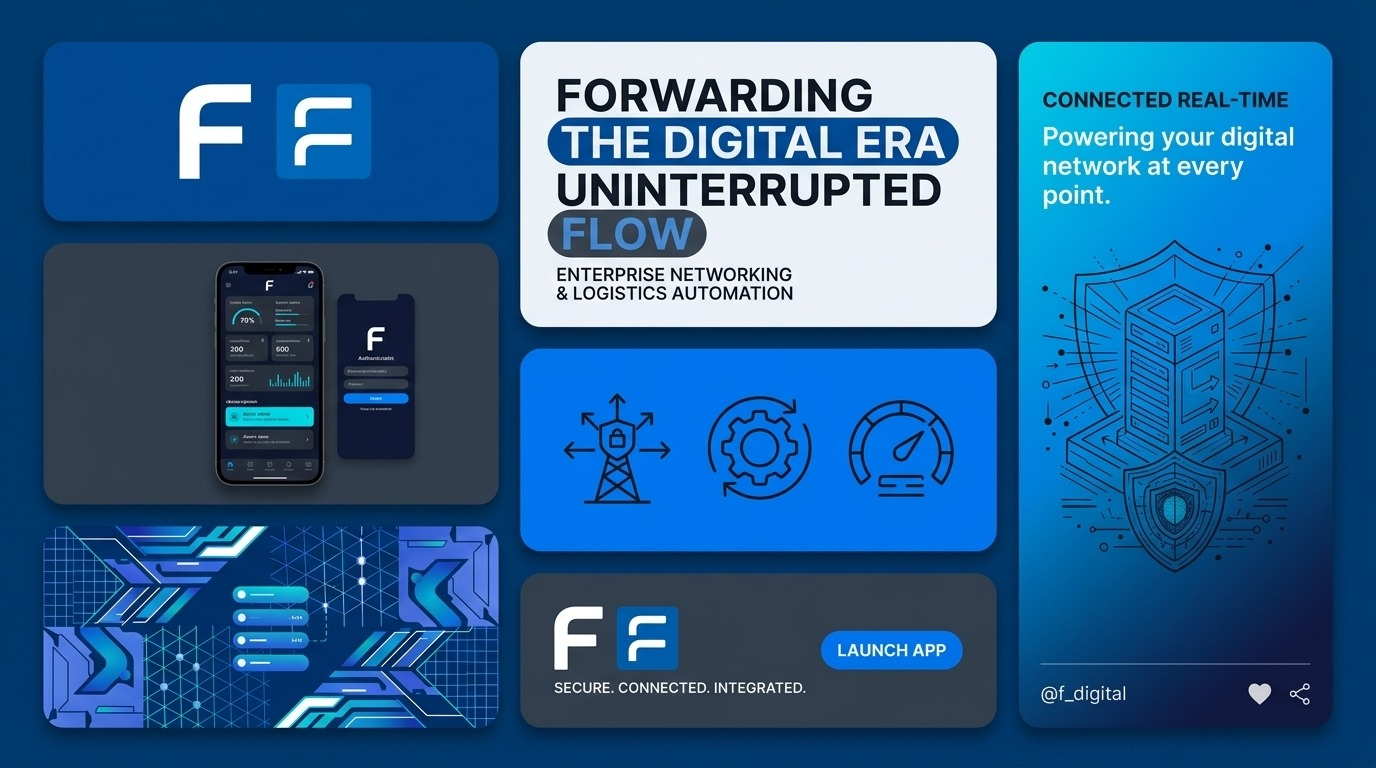 F F
F
70%
200
600
200
F
FORWARDING
THE DIGITAL ERA
UNINTERRUPTED
FLOW
ENTERPRISE NETWORKING
& LOGISTICS AUTOMATION
F F
SECURE. CONNECTED. INTEGRATED.
LAUNCH APP
CONNECTED REAL-TIME
Powering your digital
network at every
point.
@f_digital